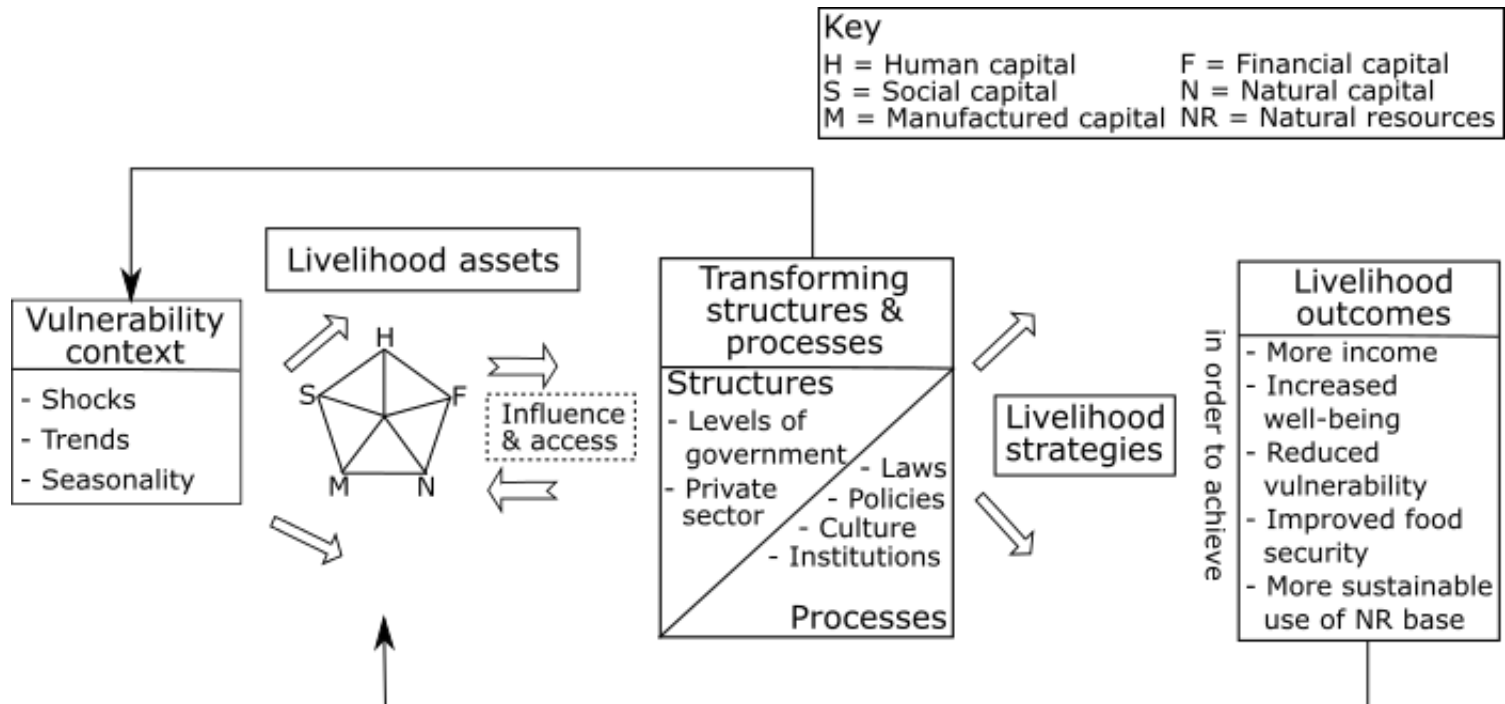 Key
H = Human capital
F = Financial capital
S = Social capital
N = Natural capital
M = Manufactured capital
NR = Natural resources
Livelihood assets
Vulnerability
context
- Shocks
- Trends
- Seasonality
H
S
F
M
N
Influence
& access
Transforming
structures &
processes
Structures
- Levels of
government
- Private
sector
- Laws
- Policies
- Culture
- Institutions
Processes
Livelihood
strategies
in order to achieve
Livelihood
outcomes
- More income
- Increased
well-being
- Reduced
vulnerability
- Improved food
security
- More sustainable
use of NR base